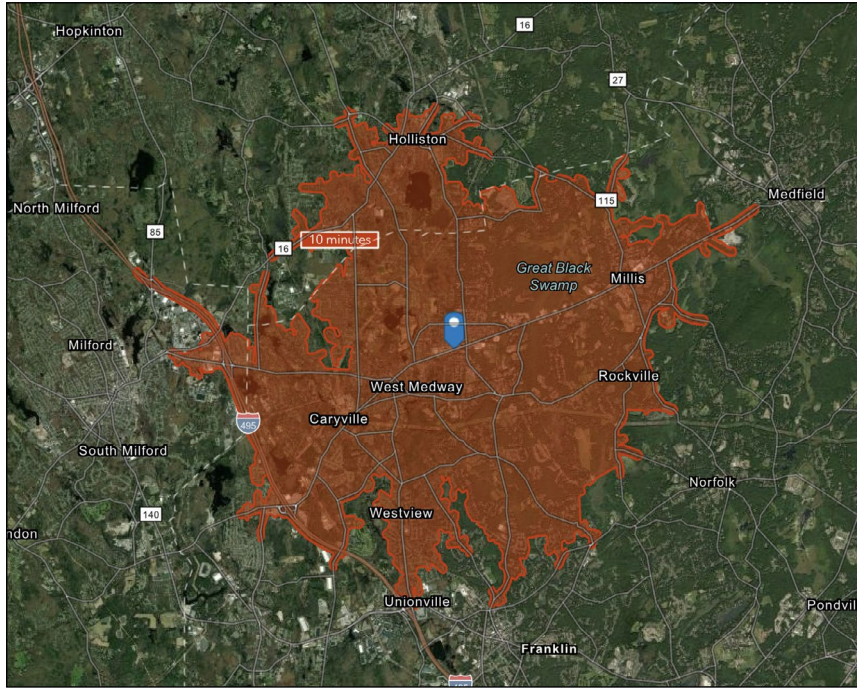 16
Hopkinton
27
Holliston
Medfield
115
North Milford
85
16
10 minutes
Great Black
Swamp
Millis
Milford
West Medway
Rockville
Caryville
495
South Milford
Norfolk
140
Westview
ndon
Unionville
Pondvil
Franklin